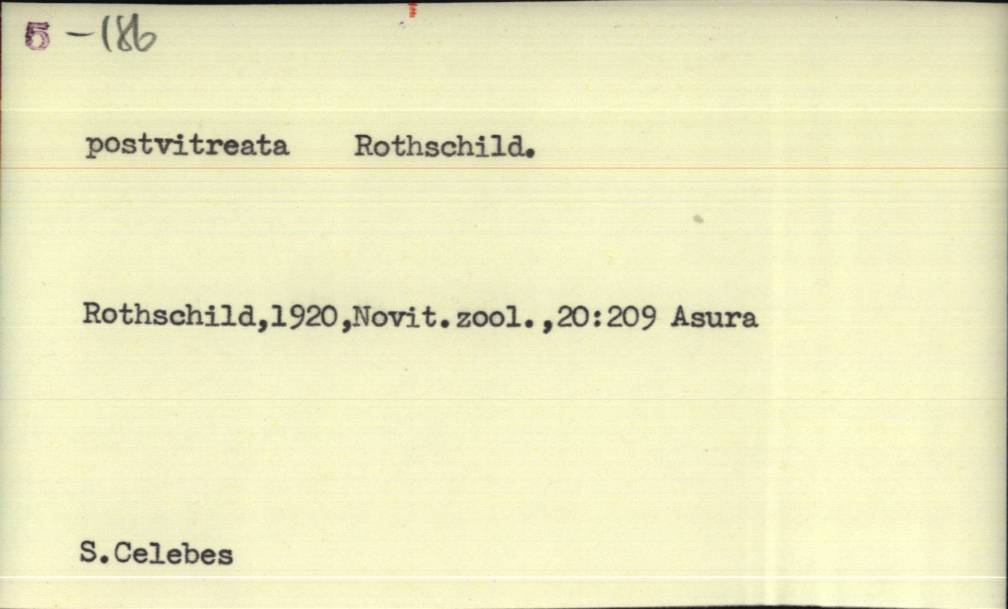 5 - 186
postvitreata Rothschild.
Rothschild,1920,Novit.zool.,20:209 Asura
S.Celebes